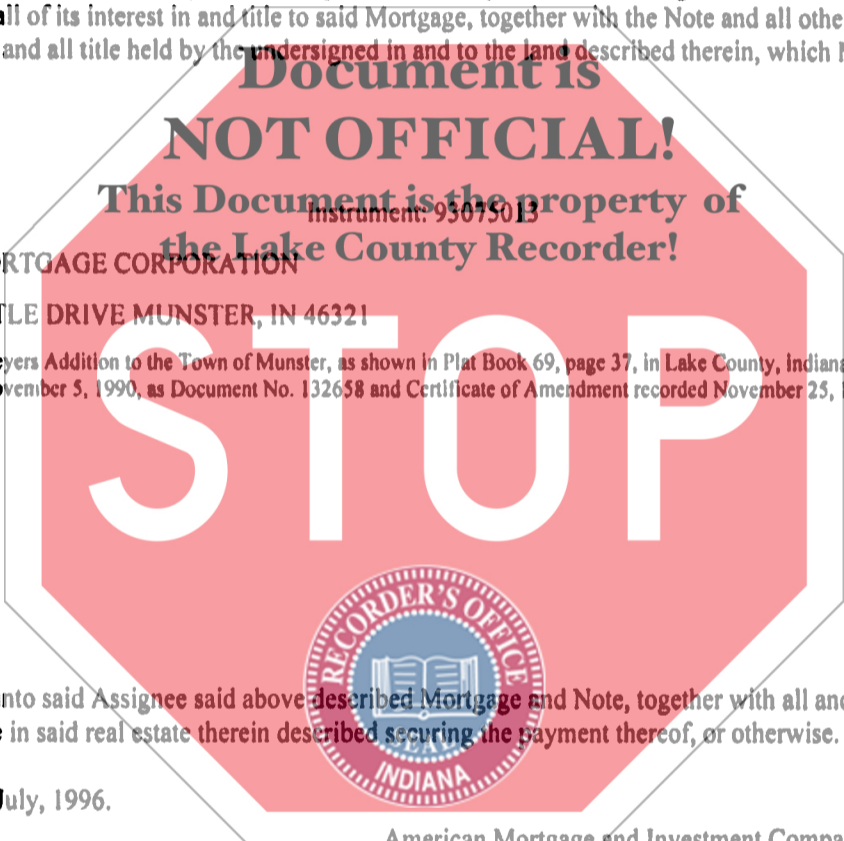 all of its interest in and title to said Mortgage, together with the Note and all othe
and all title held by the undersigned in and to the land described therein, which
Document is
NOT OFFICIAL!
This Document is the property of
Instrument: 93075013
the Lake County Recorder!
RTGAGE CORPORATION
TLE DRIVE MUNSTER, IN 46321
eyers Addition to the Town of Munster, as shown in Plat Book 69, page 37, in Lake County, Indiana
vember 5, 1990, as Document No. 132658 and Certificate of Amendment recorded November 25,
STOP
RECORDER'S OFFICE
nto said Assignee said above described Mortgage and Note, together with all and
in said real estate therein described securing the payment thereof, or otherwise.
SEAL
INDIANA
July, 1996.
American Mortgage and Investment Compa